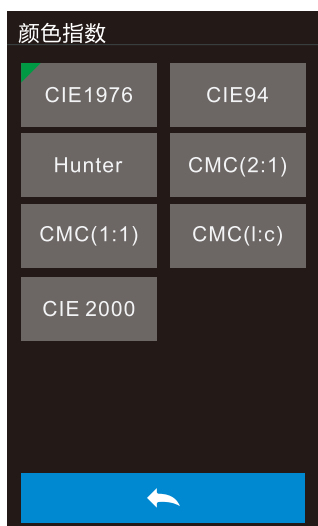 颜色指数
CIE1976
CIE94
Hunter
CMC(2:1)
CMC(1:1)
CMC(l:c)
CIE 2000